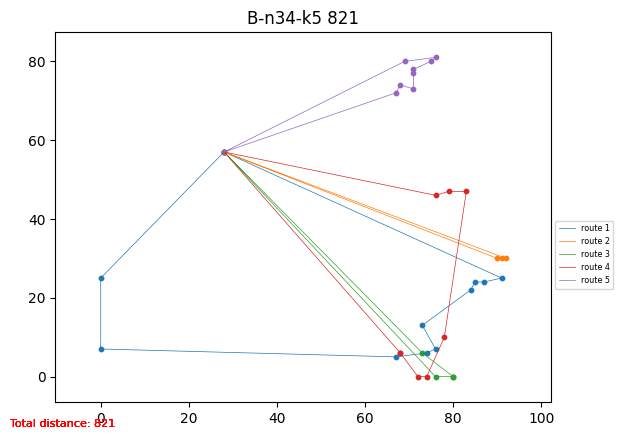 B-n34-k5 821
80
60
40
20
0
0 20 40 60 80 100
route 1
route 2
route 3
route 4
route 5
Total distance: 821